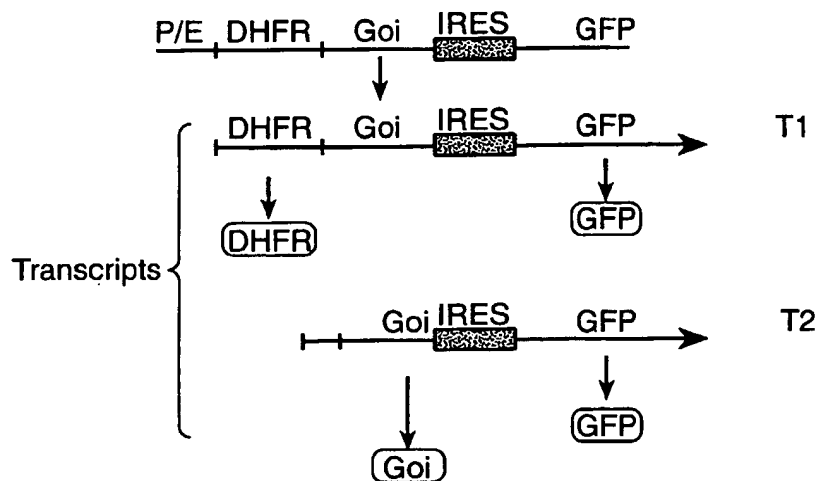 P/E DHFR Goi IRES GFP
DHFR Goi IRES GFP T1
DHFR GFP
Transcripts
Goi IRES GFP T2
GFP
Goi